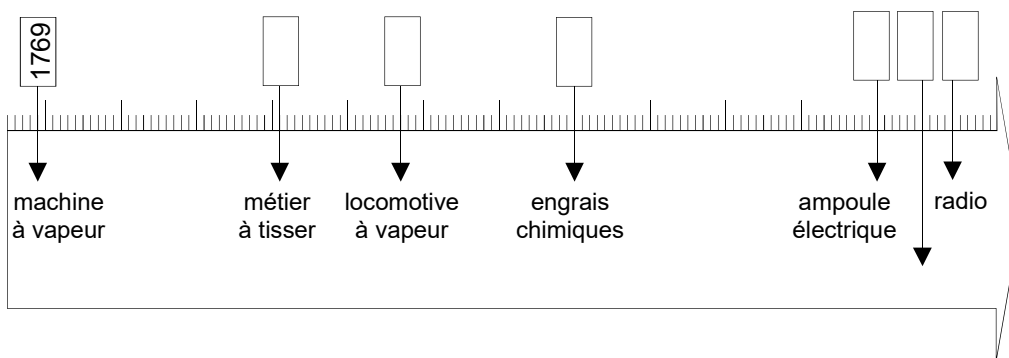 1769
machine
à vapeur
métier
à tisser
locomotive
à vapeur
engrais
chimiques
ampoule
électrique
radio